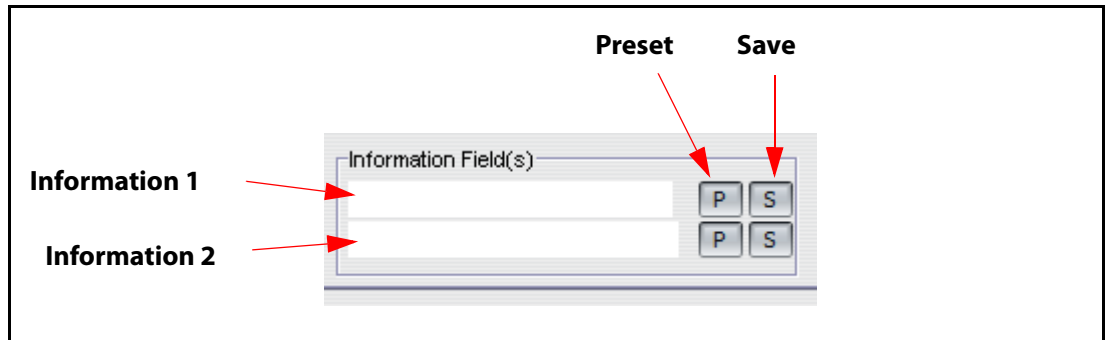 Preset Save
Information Field(s)
Information 1
P S
P S
Information 2